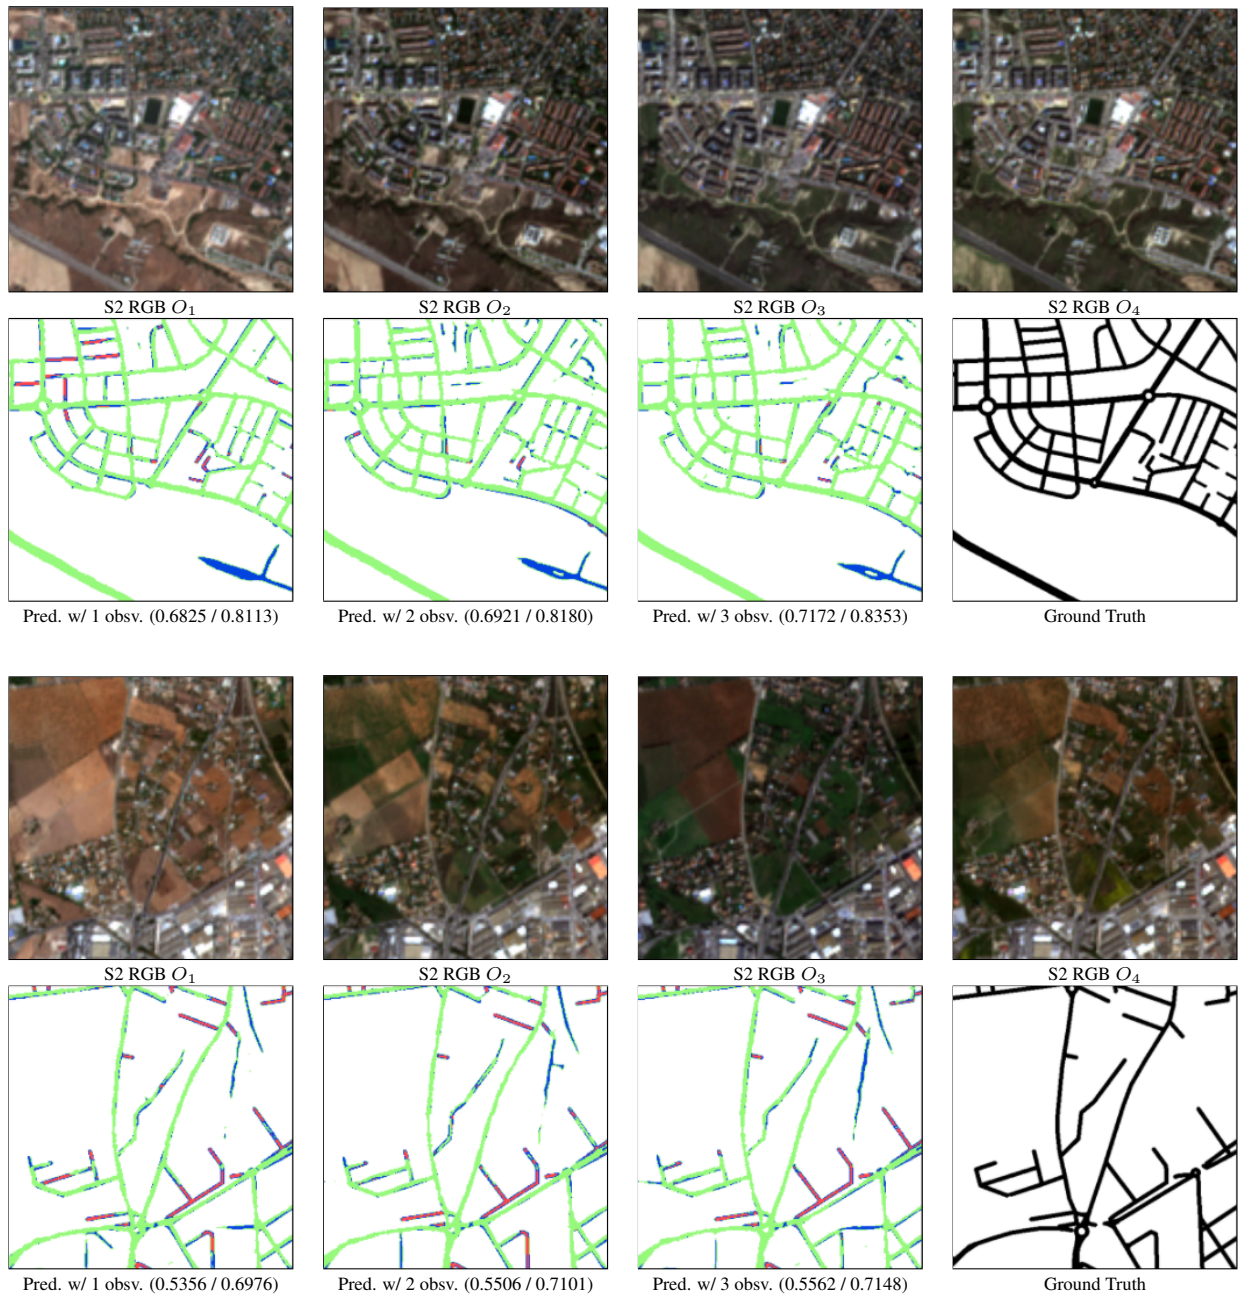 S2 RGB O₁
S2 RGB O₂
S2 RGB O₃
S2 RGB O₄
Pred. w/ 1 obsv. (0.6825 / 0.8113)
Pred. w/ 2 obsv. (0.6921 / 0.8180)
Pred. w/ 3 obsv. (0.7172 / 0.8353)
Ground Truth
S2 RGB O₁
S2 RGB O₂
S2 RGB O₃
S2 RGB O₄
Pred. w/ 1 obsv. (0.5356 / 0.6976)
Pred. w/ 2 obsv. (0.5506 / 0.7101)
Pred. w/ 3 obsv. (0.5562 / 0.7148)
Ground Truth